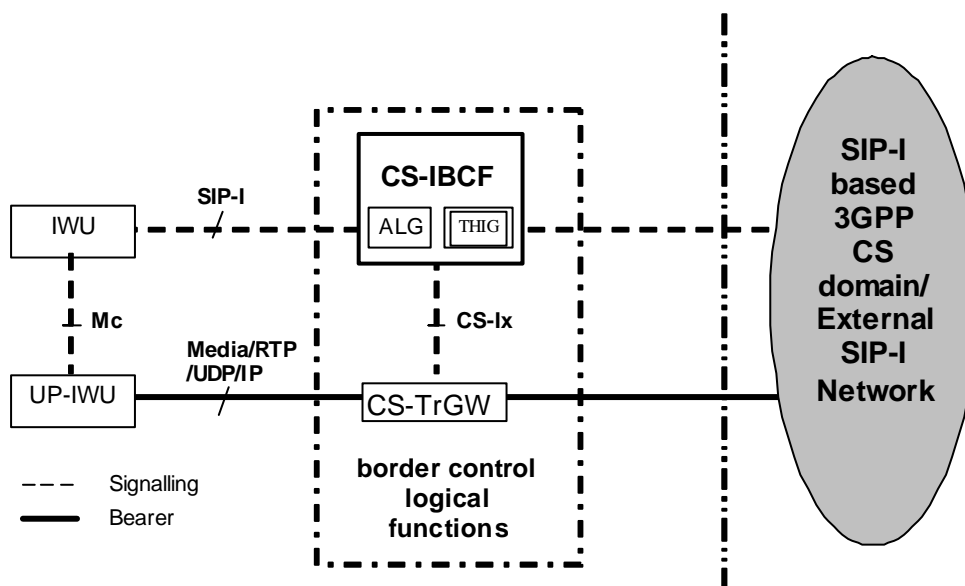 CS-IBCF
ALG
THIG
SIP-I
IWU
Mc
CS-Ix
Media/RTP
/UDP/IP
UP-IWU
CS-TrGW
border control
logical
functions
Signalling
Bearer
SIP-I
based
3GPP
CS
domain/
External
SIP-I
Network